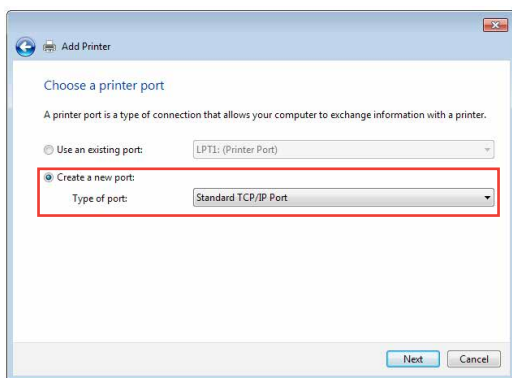 Add Printer
Choose a printer port
A printer port is a type of connection that allows your computer to exchange information with a printer.
Use an existing port: LPT1: (Printer Port)
Create a new port:
Type of port: Standard TCP/IP Port
Next Cancel